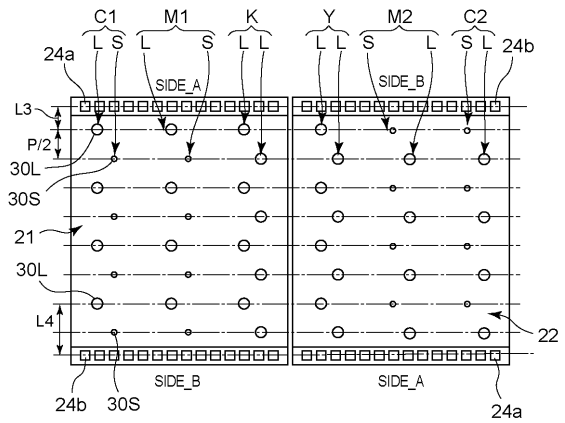 C1 M1 K Y M2 C2
L S L S L L L L S L S L
24a SIDE_A SIDE_B 24b
L3
P/2
30L
30S
21
30L
L4
22
SIDE_B SIDE_A
24b 30S 24a